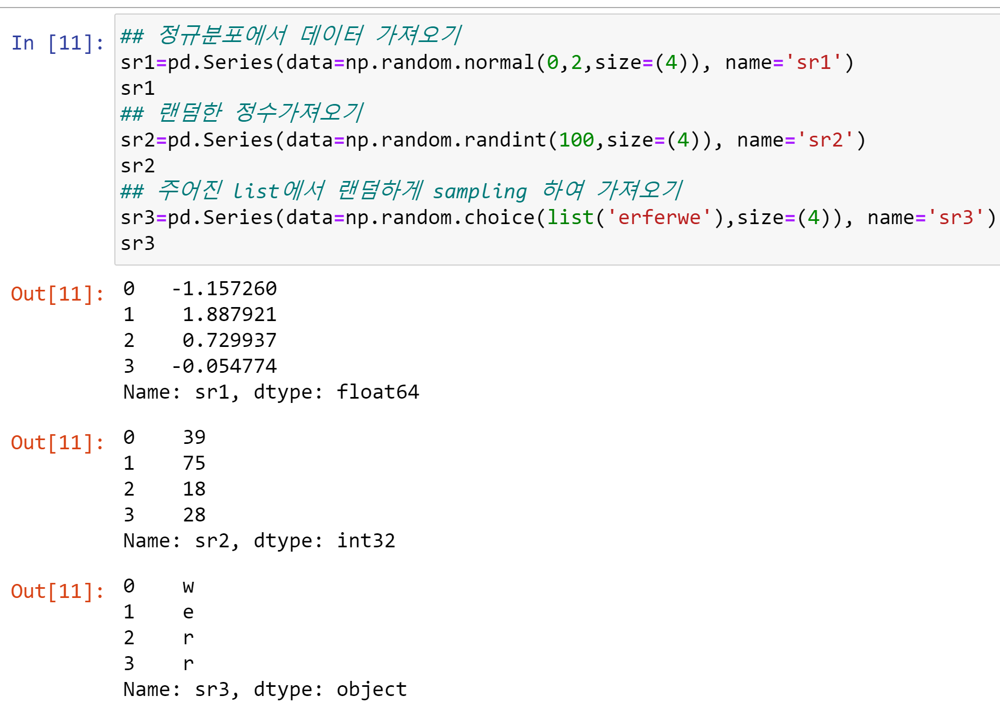 In [11]:
## 정규분포에서 데이터 가져오기
sr1=pd.Series(data=np.random.normal(0,2,size=(4)), name='sr1')
sr1
## 랜덤한 정수가져오기
sr2=pd.Series(data=np.random.randint(100,size=(4)), name='sr2')
sr2
## 주어진 list에서 랜덤하게 sampling 하여 가져오기
sr3=pd.Series(data=np.random.choice(list('erferwe'),size=(4)), name='sr3')
sr3
Out[11]:
0   -1.157260
1    1.887921
2    0.729937
3   -0.054774
Name: sr1, dtype: float64
Out[11]:
0    39
1    75
2    18
3    28
Name: sr2, dtype: int32
Out[11]:
0    w
1    e
2    r
3    r
Name: sr3, dtype: object